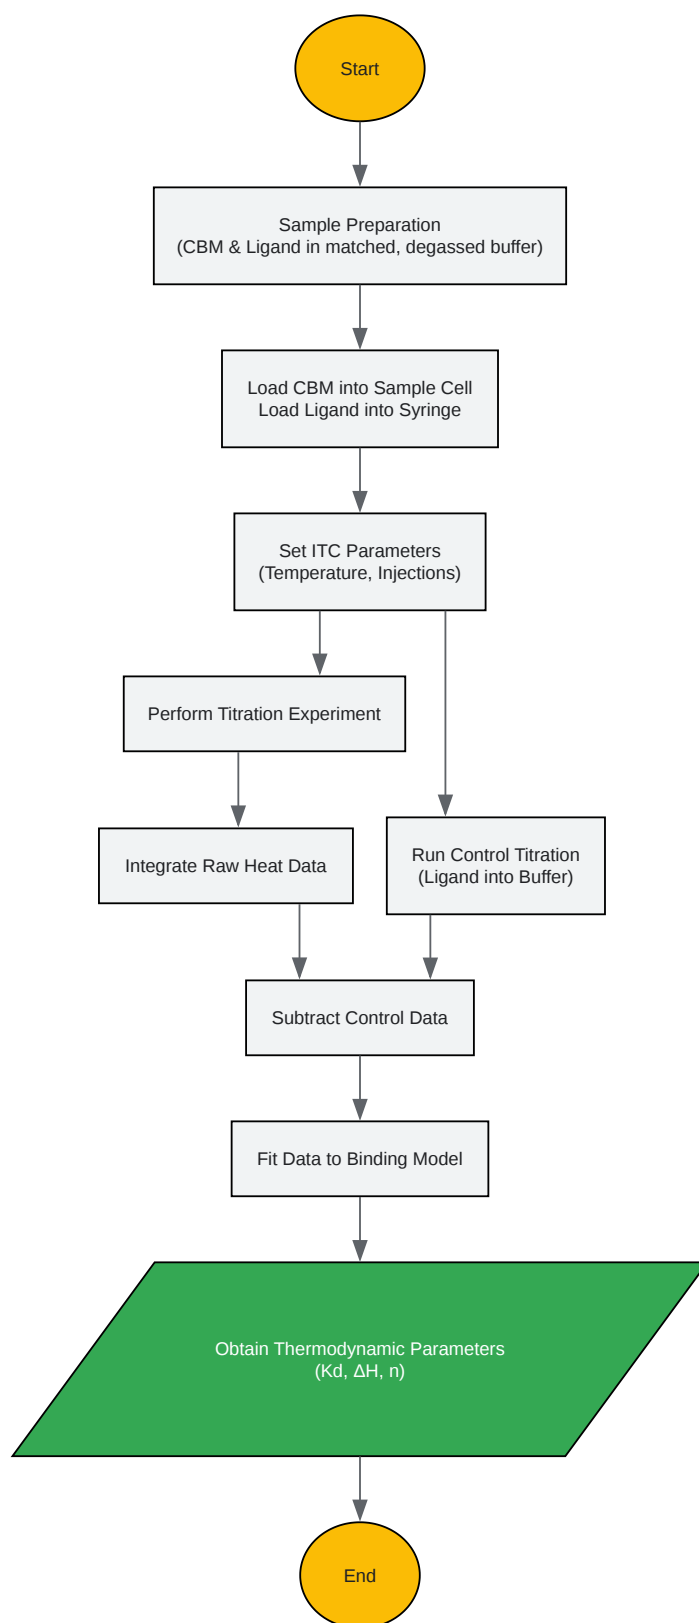 Start
Sample Preparation
(CBM & Ligand in matched, degassed buffer)
Load CBM into Sample Cell
Load Ligand into Syringe
Set ITC Parameters
(Temperature, Injections)
Perform Titration Experiment
Integrate Raw Heat Data
Run Control Titration
(Ligand into Buffer)
Subtract Control Data
Fit Data to Binding Model
Obtain Thermodynamic Parameters
(Kd, ΔH, n)
End